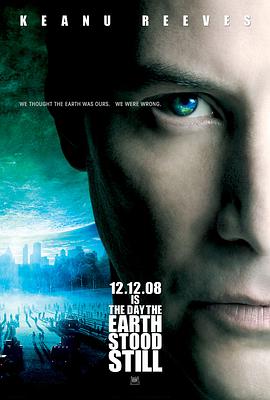 KEANU REEVES
WE THOUGHT THE EARTH WAS OURS. WE WERE WRONG.
12.12.08
IS
THE DAY THE
EARTH
STOOD
STILL